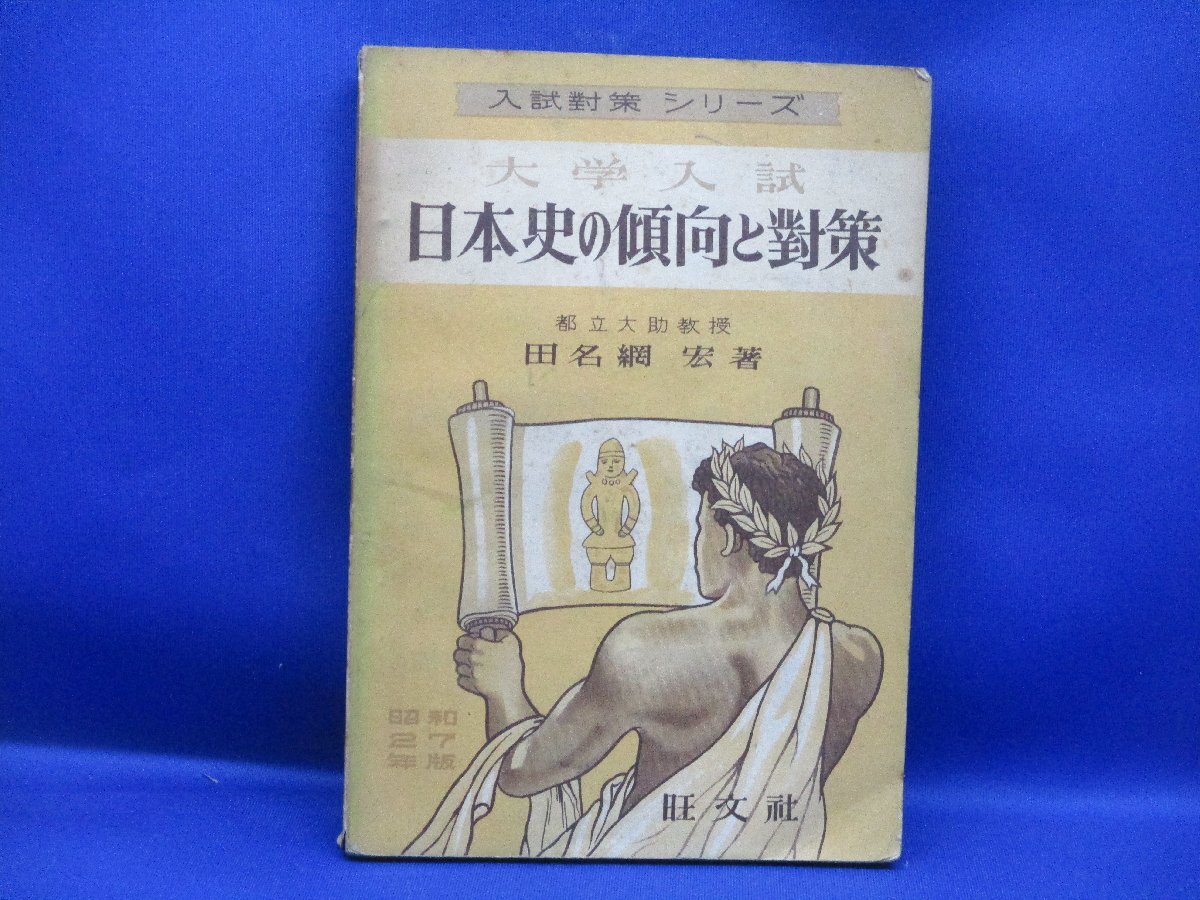 入試對策 シリーズ
大学入試
日本史の傾向と對策
都立大助教授
田名網 宏著
昭和
27
年版
旺文社